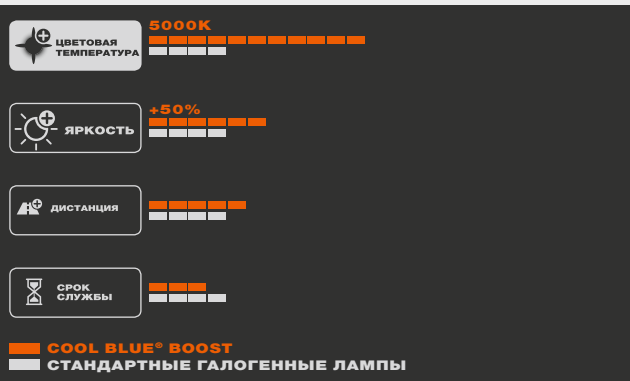 5000K
ЦВЕТОВАЯ
ТЕМПЕРАТУРА
+50%
ЯРКОСТЬ
ДИСТАНЦИЯ
СРОК
СЛУЖБЫ
COOL BLUE® BOOST
СТАНДАРТНЫЕ ГАЛОГЕННЫЕ ЛАМПЫ